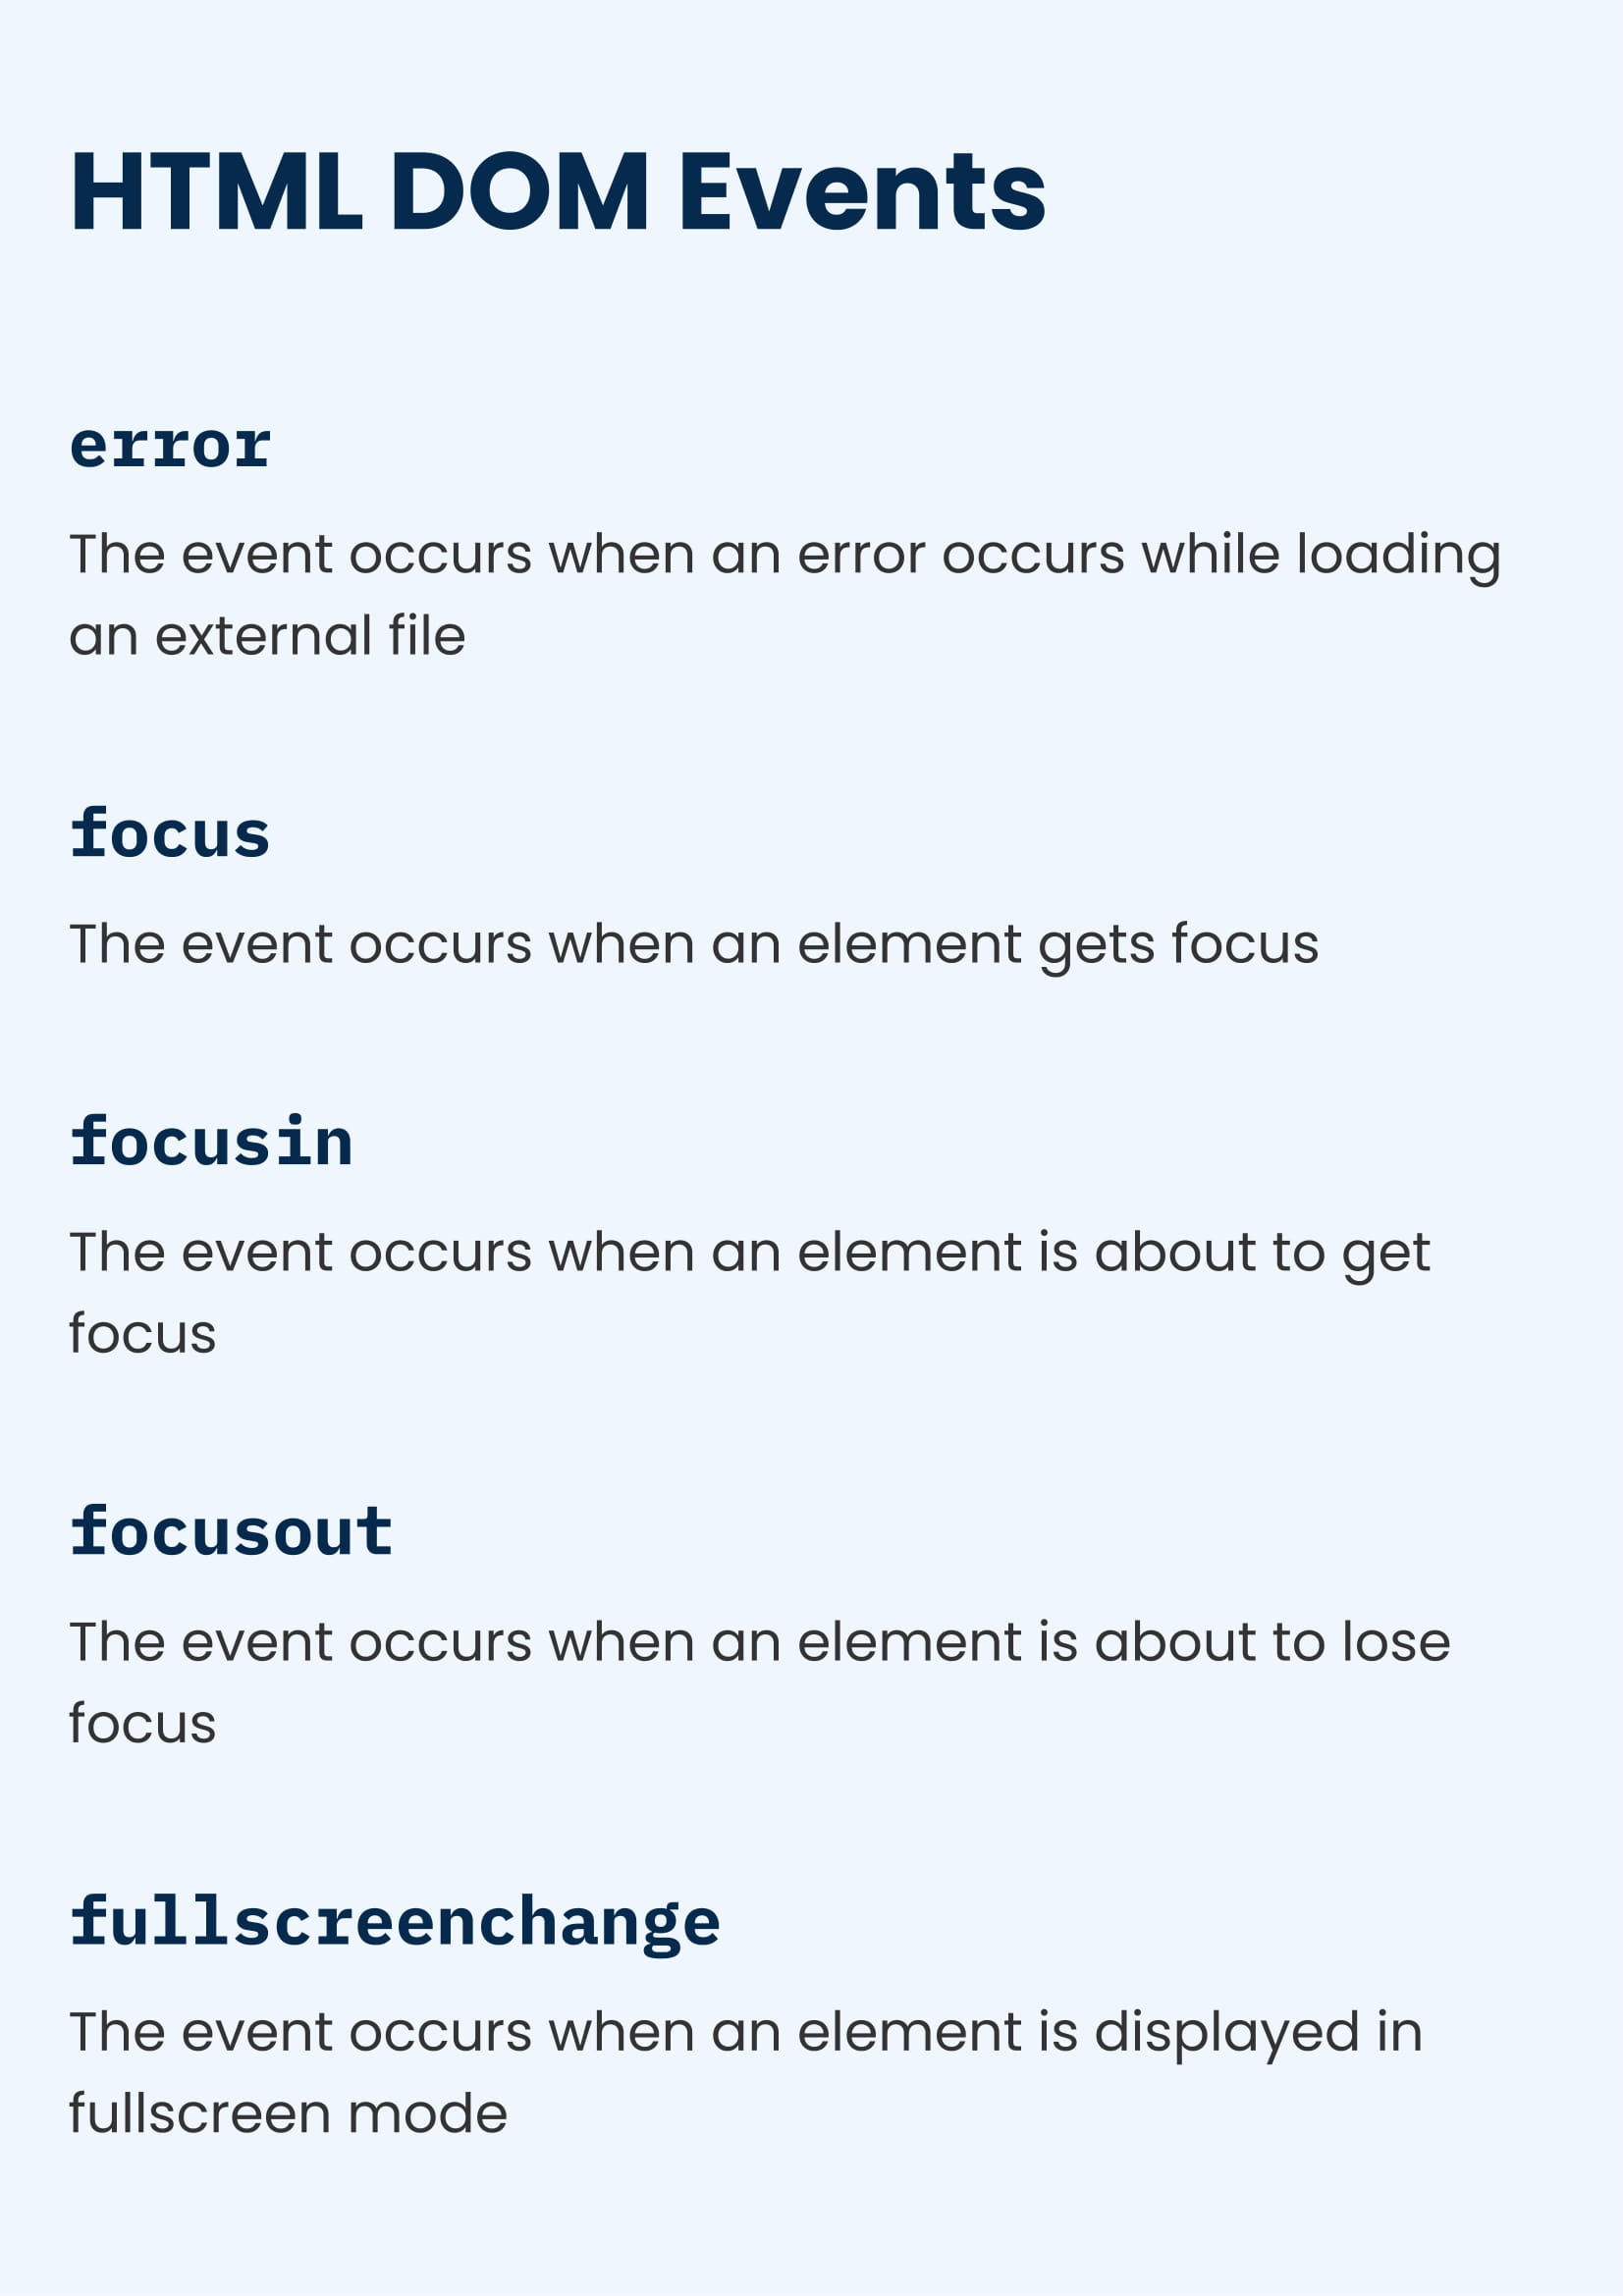 HTML DOM Events
error
The event occurs when an error occurs while loading
an external file
focus
The event occurs when an element gets focus
focusin
The event occurs when an element is about to get
focus
focusout
The event occurs when an element is about to lose
focus
fullscreenchange
The event occurs when an element is displayed in
fullscreen mode